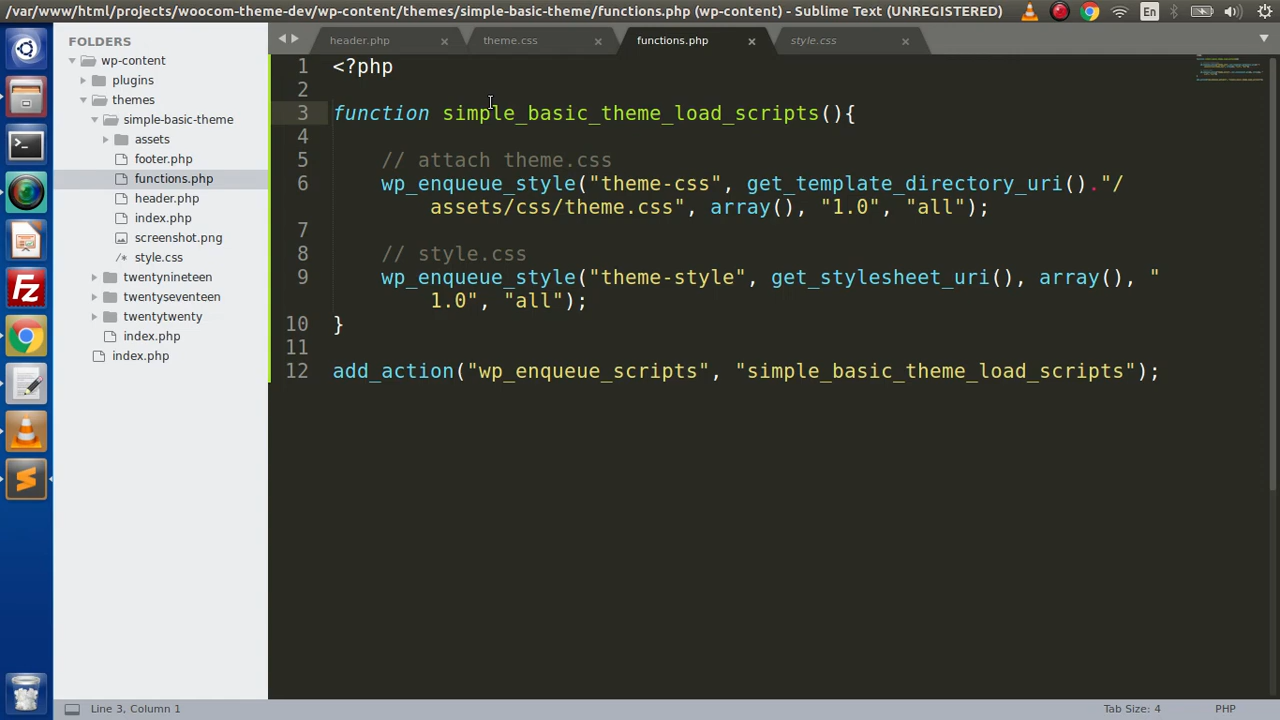 /var/www/html/projects/woocom-theme-dev/wp-content/themes/simple-basic-theme/functions.php (wp-content) - Sublime Text (UNREGISTERED)
En
FOLDERS
wp-content
plugins
themes
simple-basic-theme
assets
footer.php
functions.php
header.php
index.php
screenshot.png
/* style.css
twentynineteen
twentyseventeen
twentytwenty
index.php
index.php
header.php
theme.css
functions.php
style.css
1 <?php
2
3 function simple_basic_theme_load_scripts(){
4
5 // attach theme.css
6 wp_enqueue_style("theme-css", get_template_directory_uri()."/
assets/css/theme.css", array(), "1.0", "all");
7
8 // style.css
9 wp_enqueue_style("theme-style", get_stylesheet_uri(), array(), "
1.0", "all");
10 }
11
12 add_action("wp_enqueue_scripts", "simple_basic_theme_load_scripts");
Fz
Line 3, Column 1
Tab Size: 4
PHP